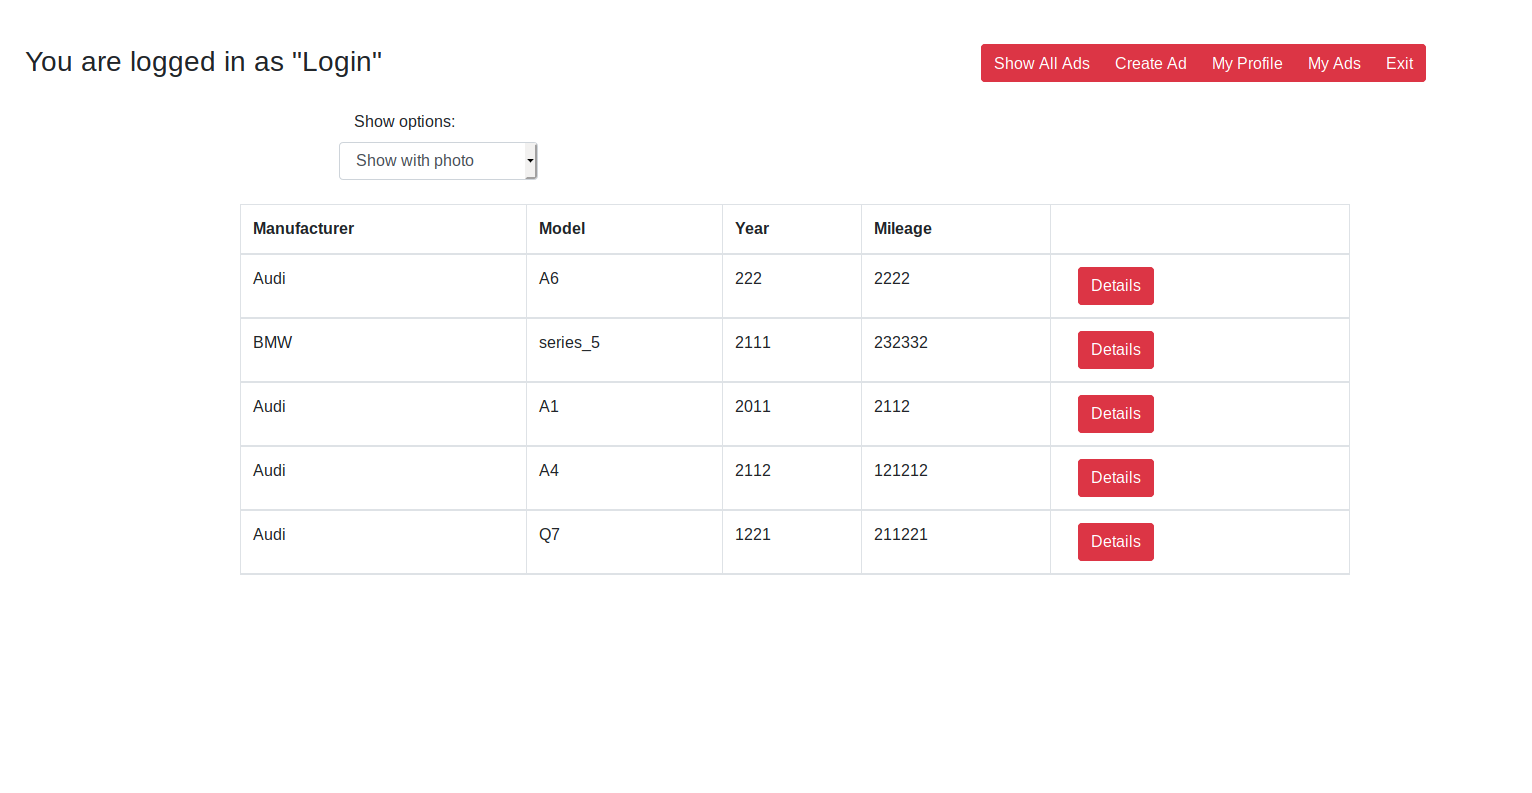 You are logged in as "Login"
Show All Ads Create Ad My Profile My Ads Exit
Show options:
Show with photo
Manufacturer Model Year Mileage
Audi A6 222 2222 Details
BMW series_5 2111 232332 Details
Audi A1 2011 2112 Details
Audi A4 2112 121212 Details
Audi Q7 1221 211221 Details